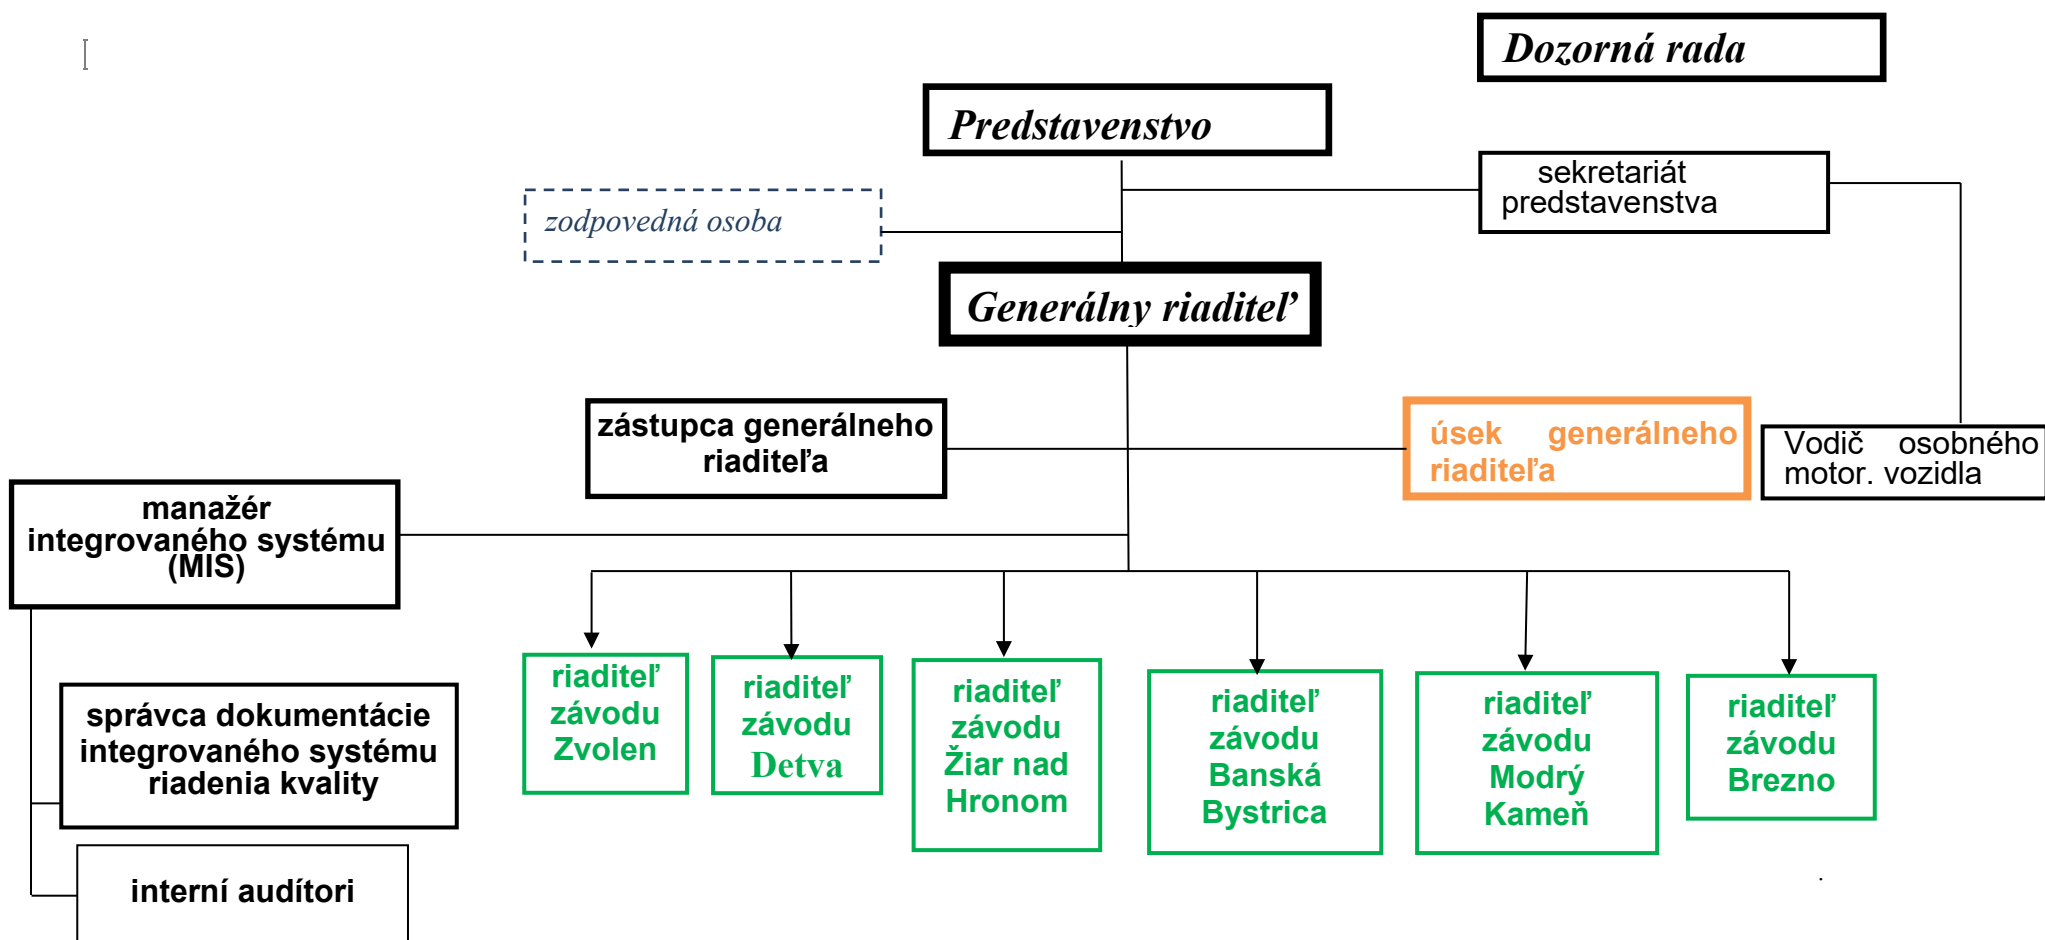 Dozorná rada
Predstavenstvo
sekretariát
predstavenstva
zodpovedná osoba
Generálny riaditeľ
zástupca generálneho
riaditeľa
úsek generálneho
riaditeľa
Vodič osobného
motor. vozidla
manažér
integrovaného systému
(MIS)
riaditeľ
závodu
Zvolen
riaditeľ
závodu
Detva
riaditeľ
závodu
Žiar nad
Hronom
riaditeľ
závodu
Banská
Bystrica
riaditeľ
závodu
Modrý
Kameň
riaditeľ
závodu
Brezno
správca dokumentácie
integrovaného systému
riadenia kvality
interní audítori